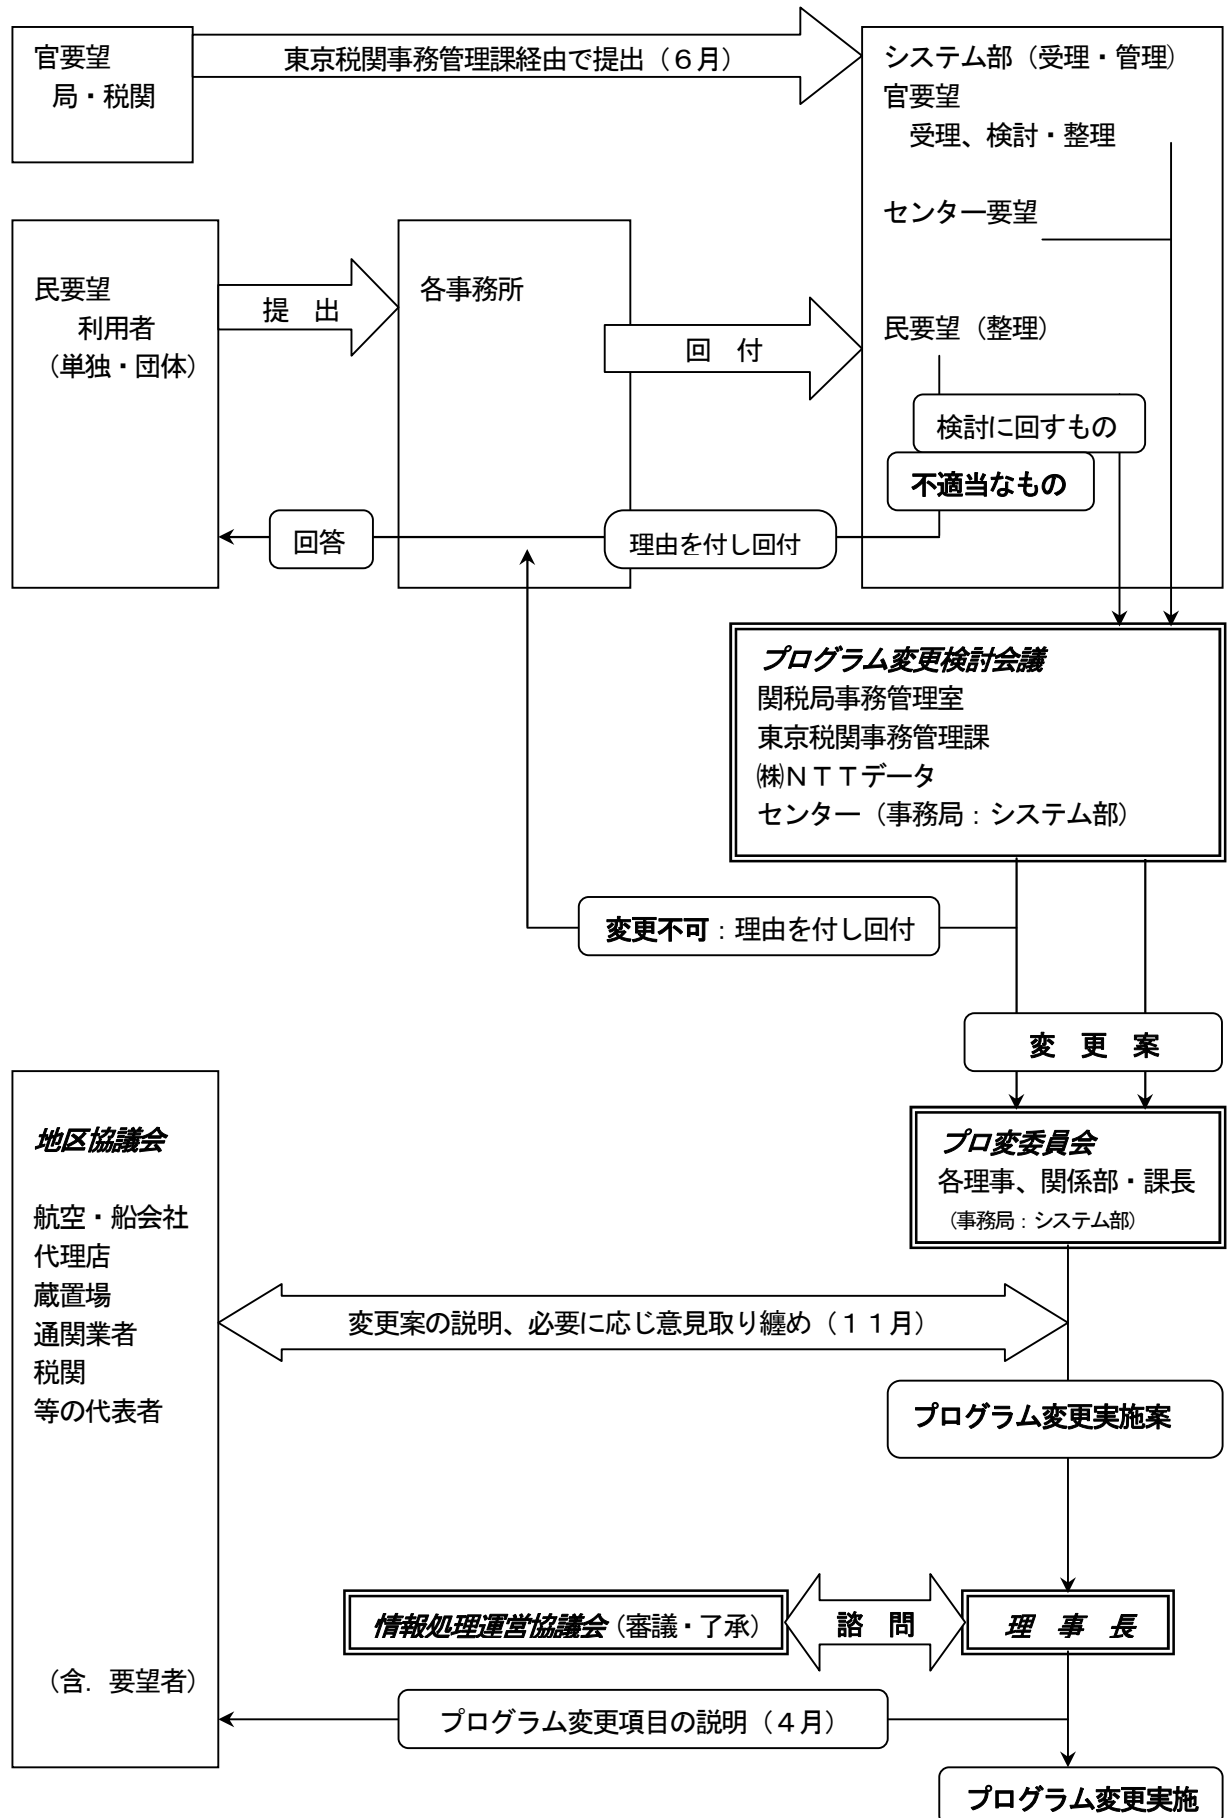 官要望
局・税関
東京税関事務管理課経由で提出（６月）
システム部（受理・管理）
官要望
受理、検討・整理
センター要望
民要望
利用者
（単独・団体）
提　出
各事務所
回　付
民要望（整理）
検討に回すもの
不適当なもの
回答
理由を付し回付
プログラム変更検討会議
関税局事務管理室
東京税関事務管理課
㈱ＮＴＴデータ
センター（事務局：システム部）
変更不可：理由を付し回付
変　更　案
プロ変委員会
各理事、関係部・課長
（事務局：システム部）
地区協議会
航空・船会社
代理店
蔵置場
通関業者
税関
等の代表者
変更案の説明、必要に応じ意見取り纏め（１１月）
プログラム変更実施案
情報処理運営協議会（審議・了承）
諮　問
理　事　長
（含．要望者）
プログラム変更項目の説明（４月）
プログラム変更実施